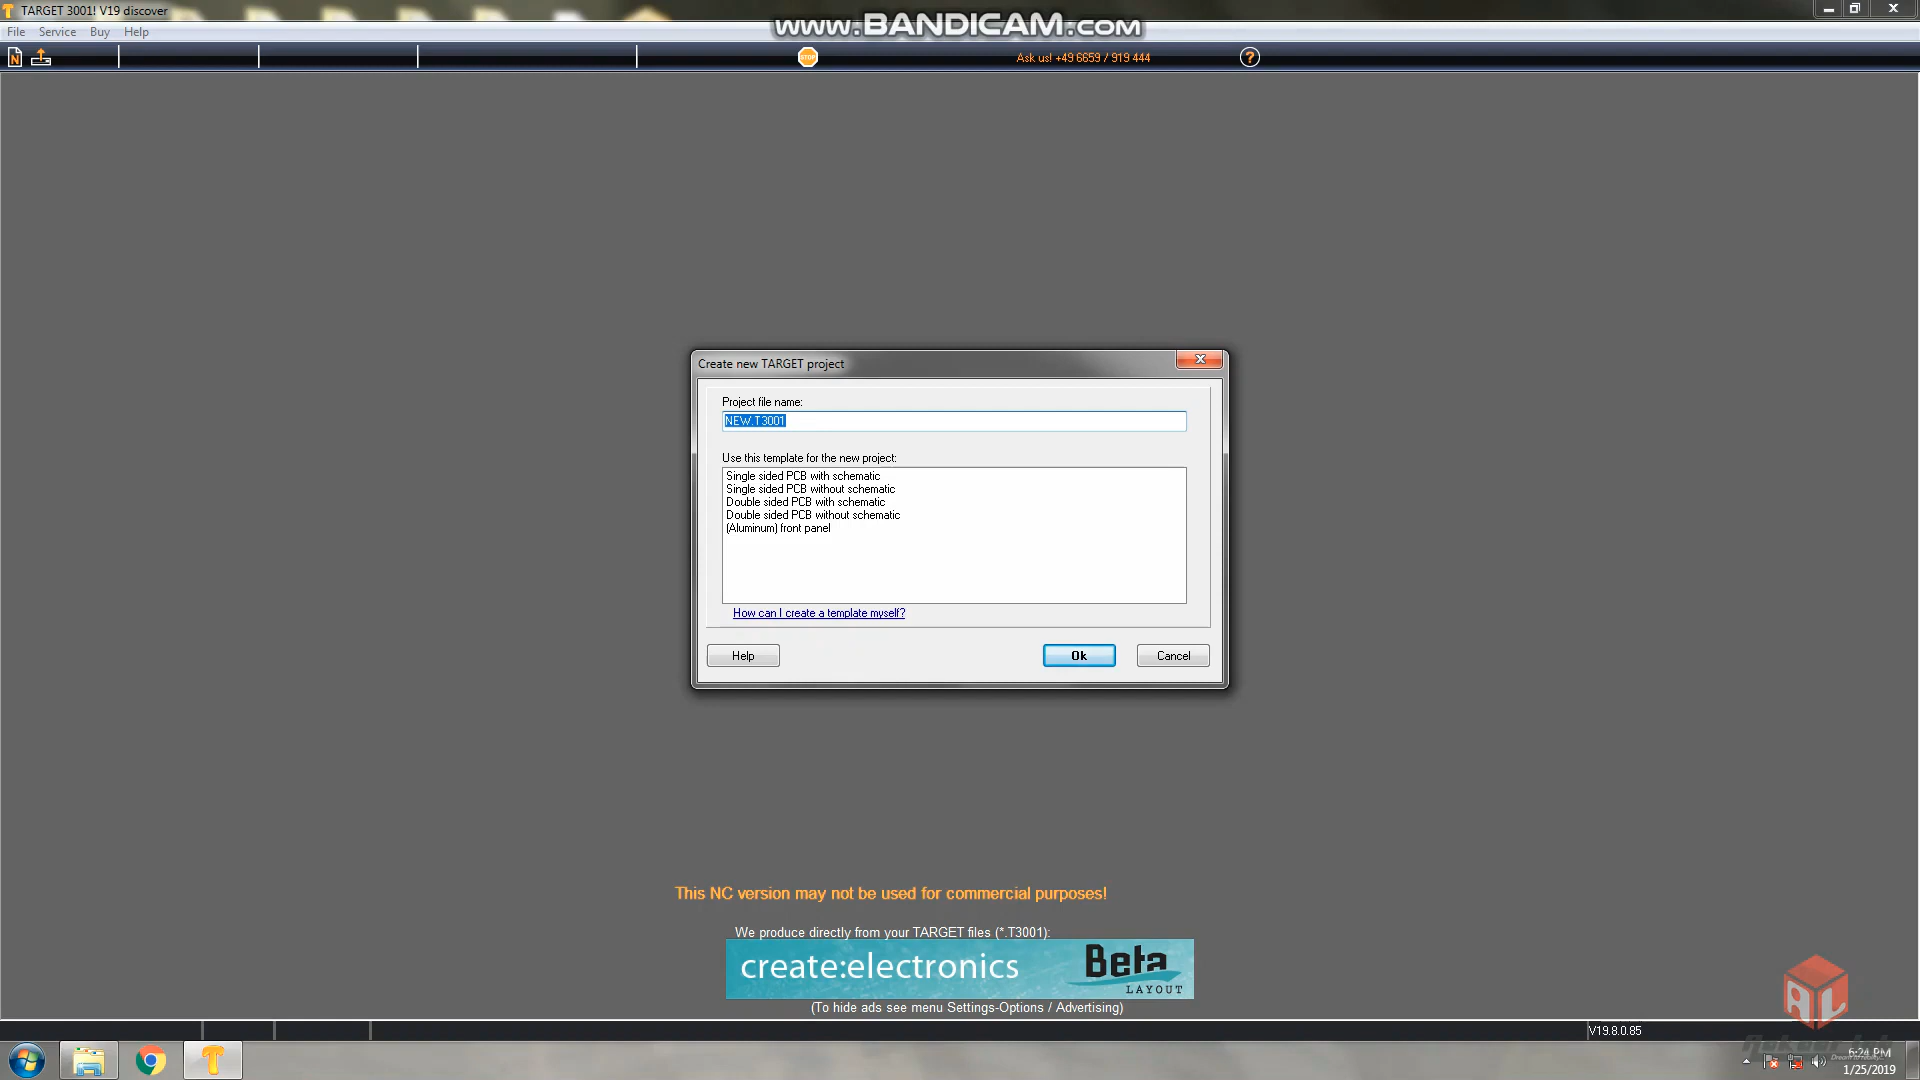 TARGET 3001! V19 discover
www.BANDICAM.com
File Service Buy Help
Ask us! +49 6659 / 919 444
Create new TARGET project
Project file name:
NEW.T3001
Use this template for the new project:
Single sided PCB with schematic
Single sided PCB without schematic
Double sided PCB with schematic
Double sided PCB without schematic
(Aluminum) front panel
How can I create a template myself?
Help Ok Cancel
This NC version may not be used for commercial purposes!
We produce directly from your TARGET files (*.T3001):
create:electronics
Beta
LAYOUT
(To hide ads see menu Settings-Options / Advertising)
V19.8.0.85
AL
6:24 PM
1/25/2019